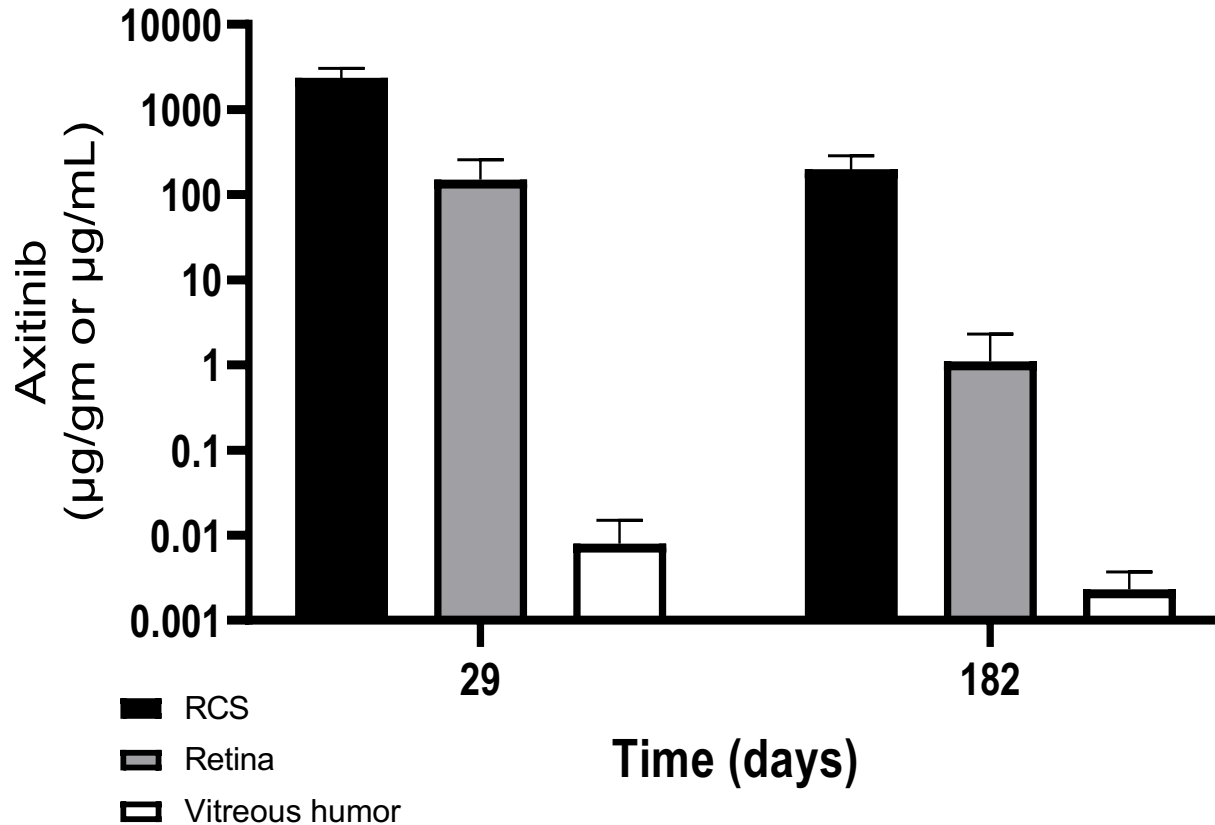 10000
1000
100
10
1
0.1
0.01
0.001
Axitinib
(µg/gm or µg/mL)
29
182
Time (days)
RCS
Retina
Vitreous humor